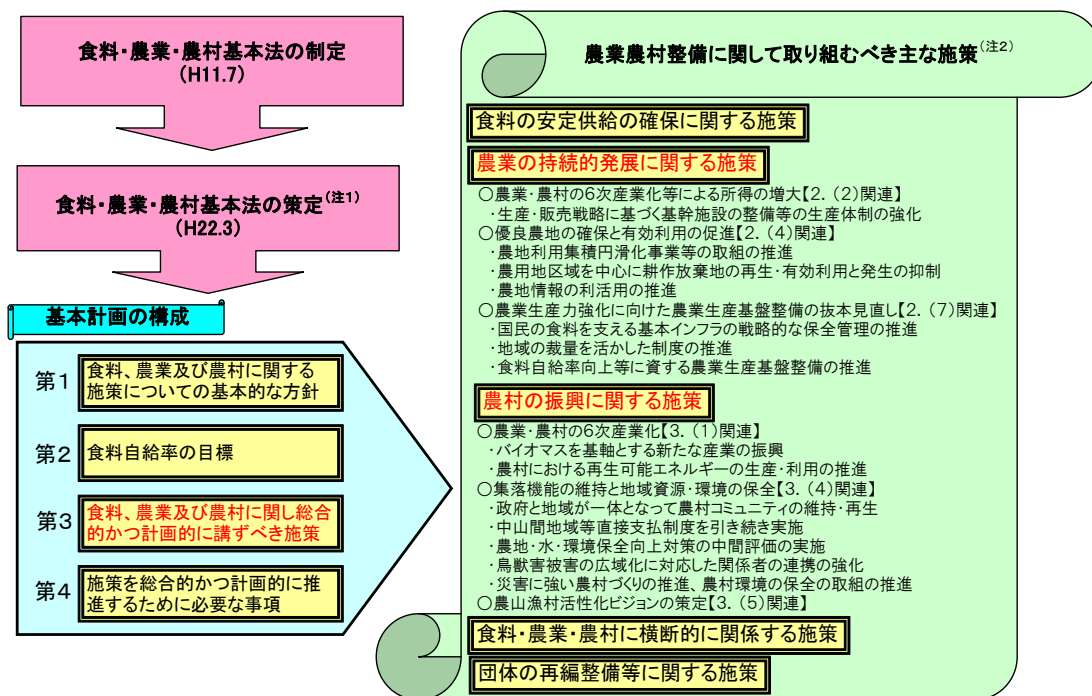 食料・農業・農村基本法の制定
(H11.7)
食料・農業・農村基本法の策定(注1)
(H22.3)
基本計画の構成
第1
食料、農業及び農村に関する
施策についての基本的な方針
第2
食料自給率の目標
第3
食料、農業及び農村に関し総合
的かつ計画的に講ずべき施策
第4
施策を総合的かつ計画的に推
進するために必要な事項
農業農村整備に関して取り組むべき主な施策(注2)
食料の安定供給の確保に関する施策
農業の持続的発展に関する施策
○農業・農村の6次産業化等による所得の増大【2.(2)関連】
・生産・販売戦略に基づく基幹施設の整備等の生産体制の強化
○優良農地の確保と有効利用の促進【2.(4)関連】
・農地利用集積円滑化事業等の取組の推進
・農用地区域を中心に耕作放棄地の再生・有効利用と発生の抑制
・農地情報の利活用の推進
○農業生産力強化に向けた農業生産基盤整備の抜本見直し【2.(7)関連】
・国民の食料を支える基本インフラの戦略的な保全管理の推進
・地域の裁量を活かした制度の推進
・食料自給率向上等に資する農業生産基盤整備の推進
農村の振興に関する施策
○農業・農村の6次産業化【3.(1)関連】
・バイオマスを基軸とする新たな産業の振興
・農村における再生可能エネルギーの生産・利用の推進
○集落機能の維持と地域資源・環境の保全【3.(4)関連】
・政府と地域が一体となって農村コミュニティの維持・再生
・中山間地域等直接支払制度を引き続き実施
・農地・水・環境保全向上対策の中間評価の実施
・鳥獣害被害の広域化に対応した関係者の連携の強化
・災害に強い農村づくりの推進、農村環境の保全の取組の推進
○農山漁村活性化ビジョンの策定【3.(5)関連】
食料・農業・農村に横断的に関係する施策
団体の再編整備等に関する施策